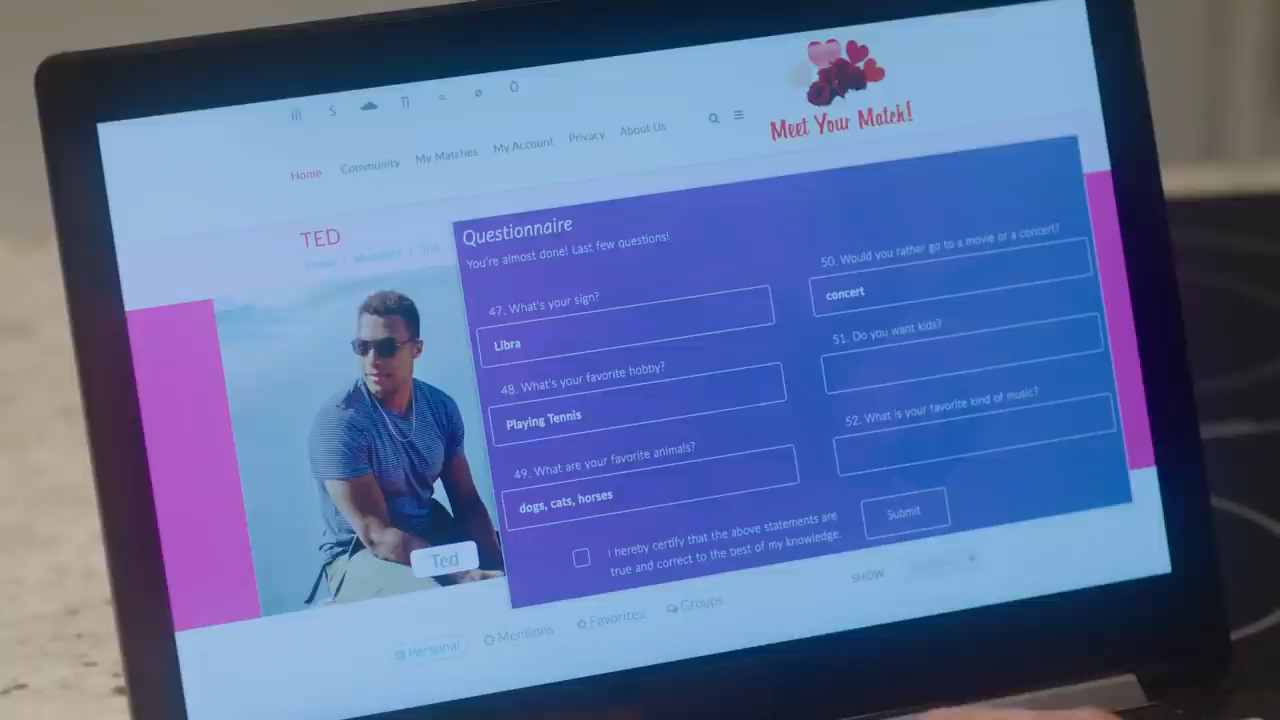 Home Community My Matches My Account Privacy About Us
Meet Your Match!
TED
Questionnaire
You're almost done! Last few questions!
47. What's your sign?
Libra
48. What's your favorite hobby?
Playing Tennis
49. What are your favorite animals?
dogs, cats, horses
50. Would you rather go to a movie or a concert?
concert
51. Do you want kids?
52. What is your favorite kind of music?
I hereby certify that the above statements are
true and correct to the best of my knowledge.
Submit
Ted
SHOW
Personal Mentions Favorites Groups